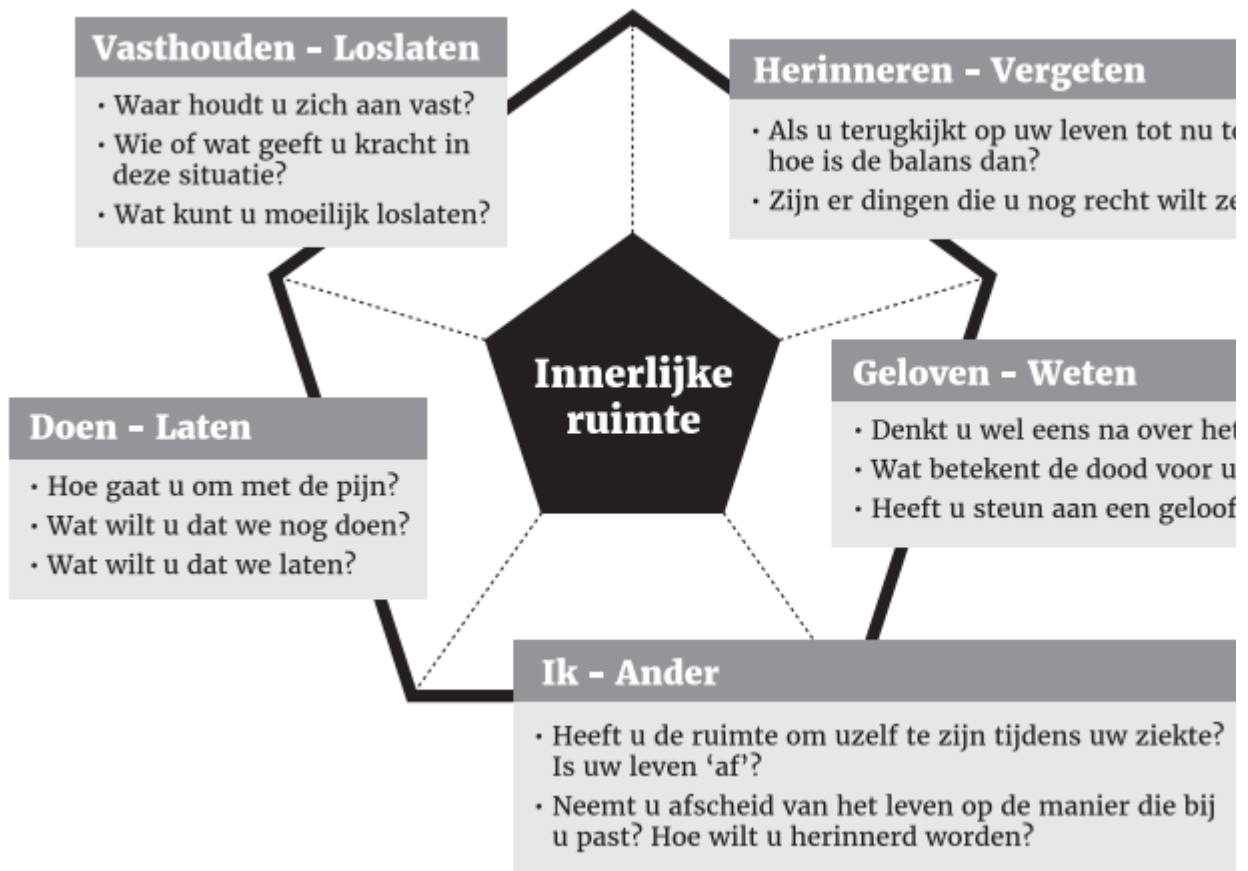 Vasthouden - Loslaten
• Waar houdt u zich aan vast?
• Wie of wat geeft u kracht in
deze situatie?
• Wat kunt u moeilijk loslaten?
Herinneren - Vergeten
• Als u terugkijkt op uw leven tot nu
hoe is de balans dan?
• Zijn er dingen die u nog recht wilt
Innerlijke
ruimte
Geloven - Weten
• Denkt u wel eens na over het
• Wat betekent de dood voor u
• Heeft u steun aan een geloof
Doen - Laten
• Hoe gaat u om met de pijn?
• Wat wilt u dat we nog doen?
• Wat wilt u dat we laten?
Ik - Ander
• Heeft u de ruimte om uzelf te zijn tijdens uw ziekte?
Is uw leven ‘af’?
• Neemt u afscheid van het leven op de manier die bij
u past? Hoe wilt u herinnerd worden?